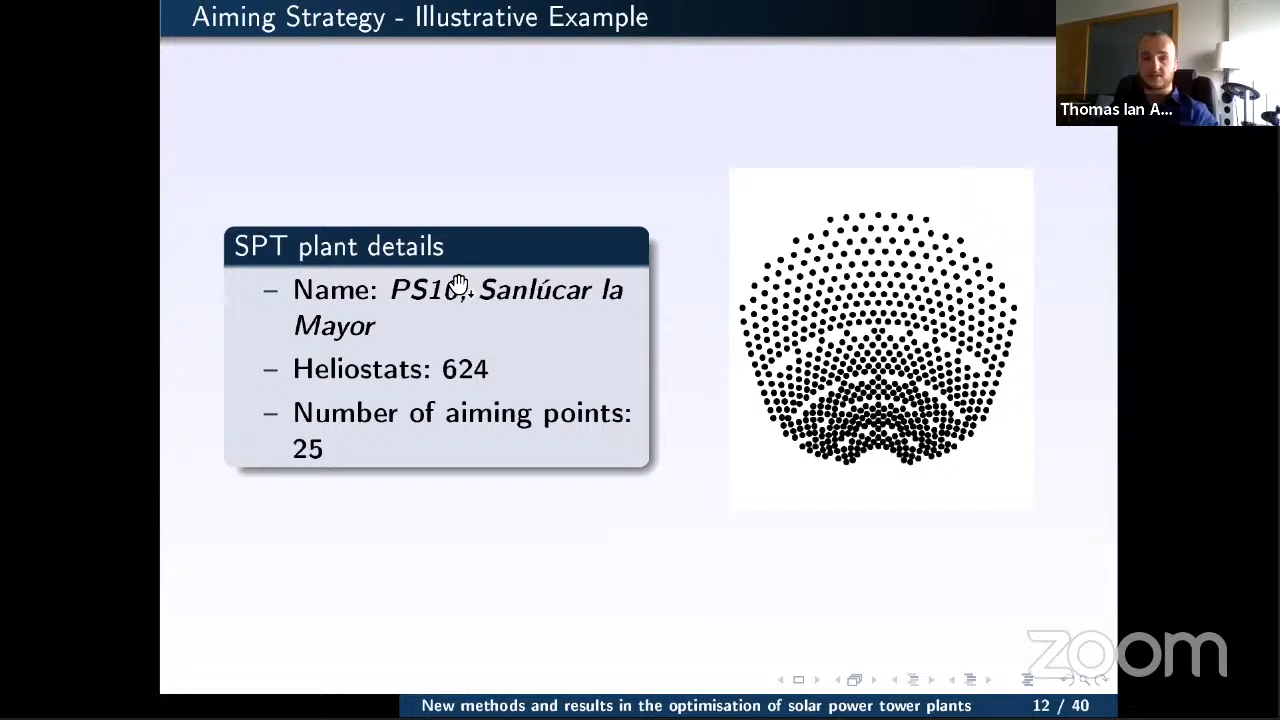 Aiming Strategy - Illustrative Example
Thomas Ian A...
SPT plant details
– Name: PS10, Sanlúcar la
Mayor
– Heliostats: 624
– Number of aiming points:
25
zoom
New methods and results in the optimisation of solar power tower plants 12 / 40